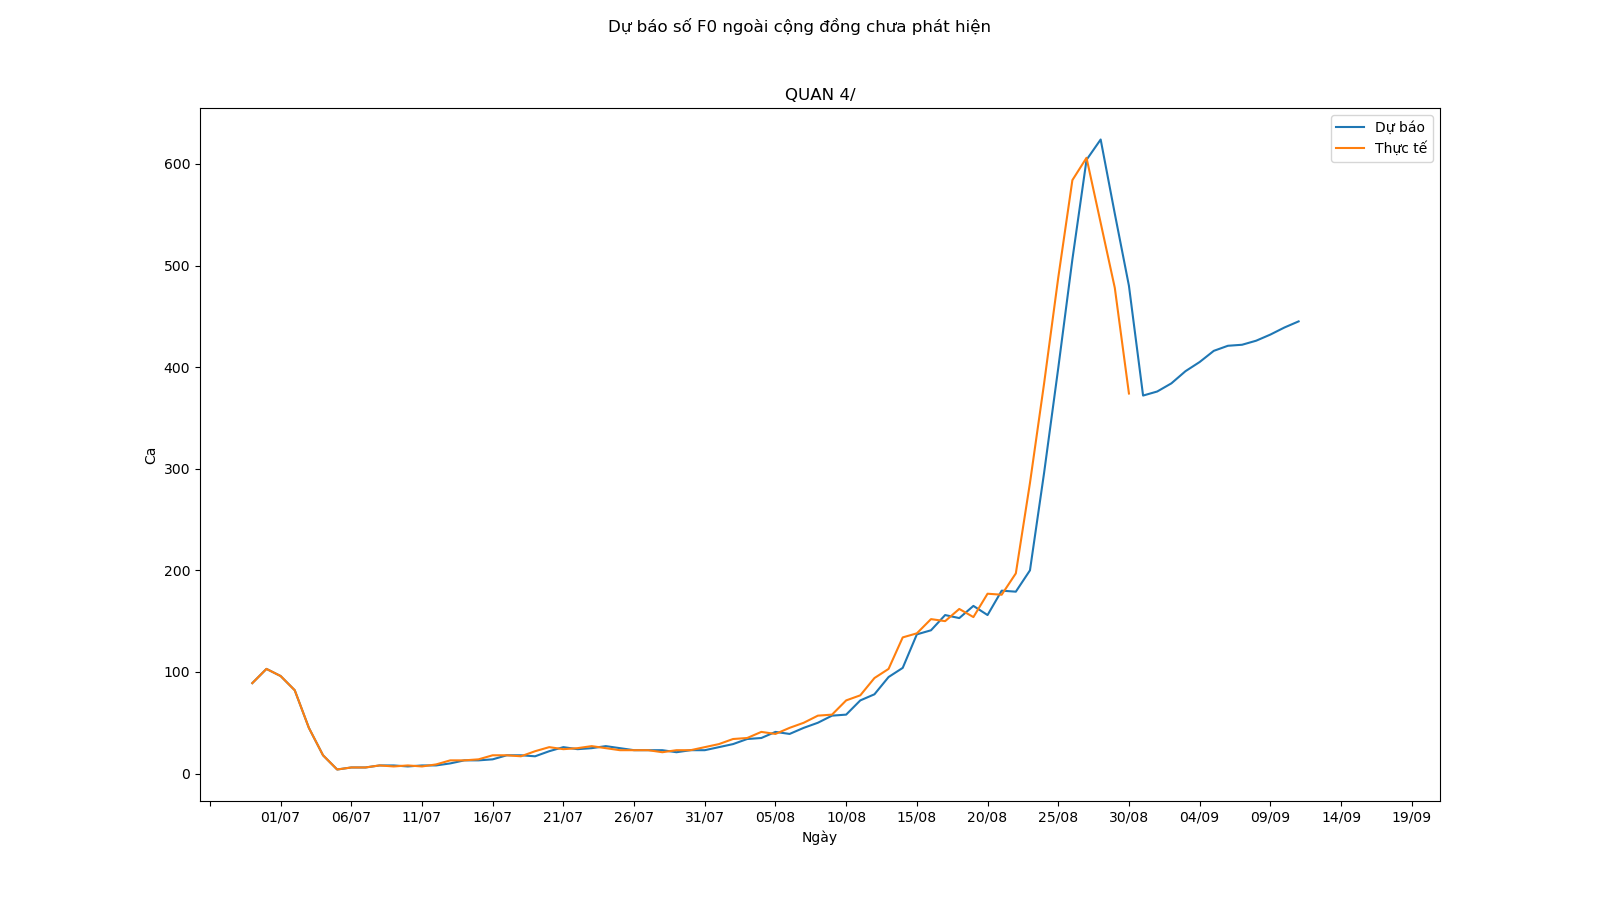 Dự báo số F0 ngoài cộng đồng chưa phát hiện
QUAN 4/
Dự báo
Thực tế
600
500
400
300
200
100
0
Ca
01/07 06/07 11/07 16/07 21/07 26/07 31/07 05/08 10/08 15/08 20/08 25/08 30/08 04/09 09/09 14/09 19/09
Ngày